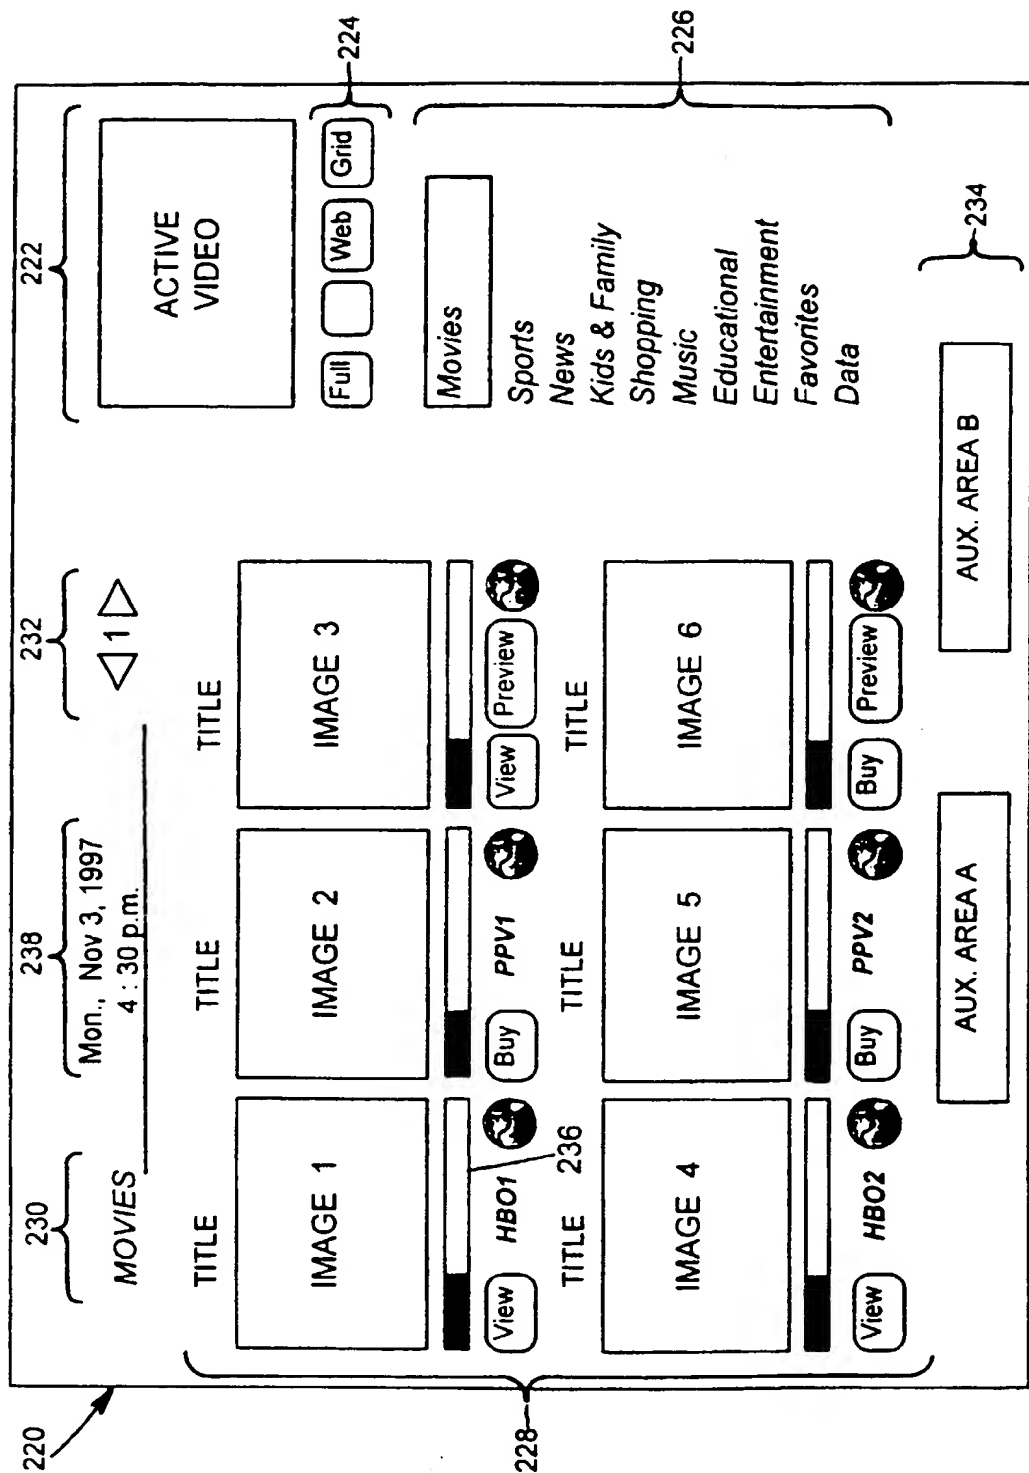 220
230
238
232
222
MOVIES
Mon., Nov 3, 1997
4 : 30 p.m.
1
ACTIVE
VIDEO
Full
Web
Grid
224
TITLE
TITLE
TITLE
IMAGE 1
IMAGE 2
IMAGE 3
View
HBO1
Buy
PPV1
View
Preview
236
TITLE
TITLE
TITLE
IMAGE 4
IMAGE 5
IMAGE 6
View
HBO2
Buy
PPV2
Buy
Preview
228
Movies
Sports
News
Kids & Family
Shopping
Music
Educational
Entertainment
Favorites
Data
226
AUX. AREA A
AUX. AREA B
234